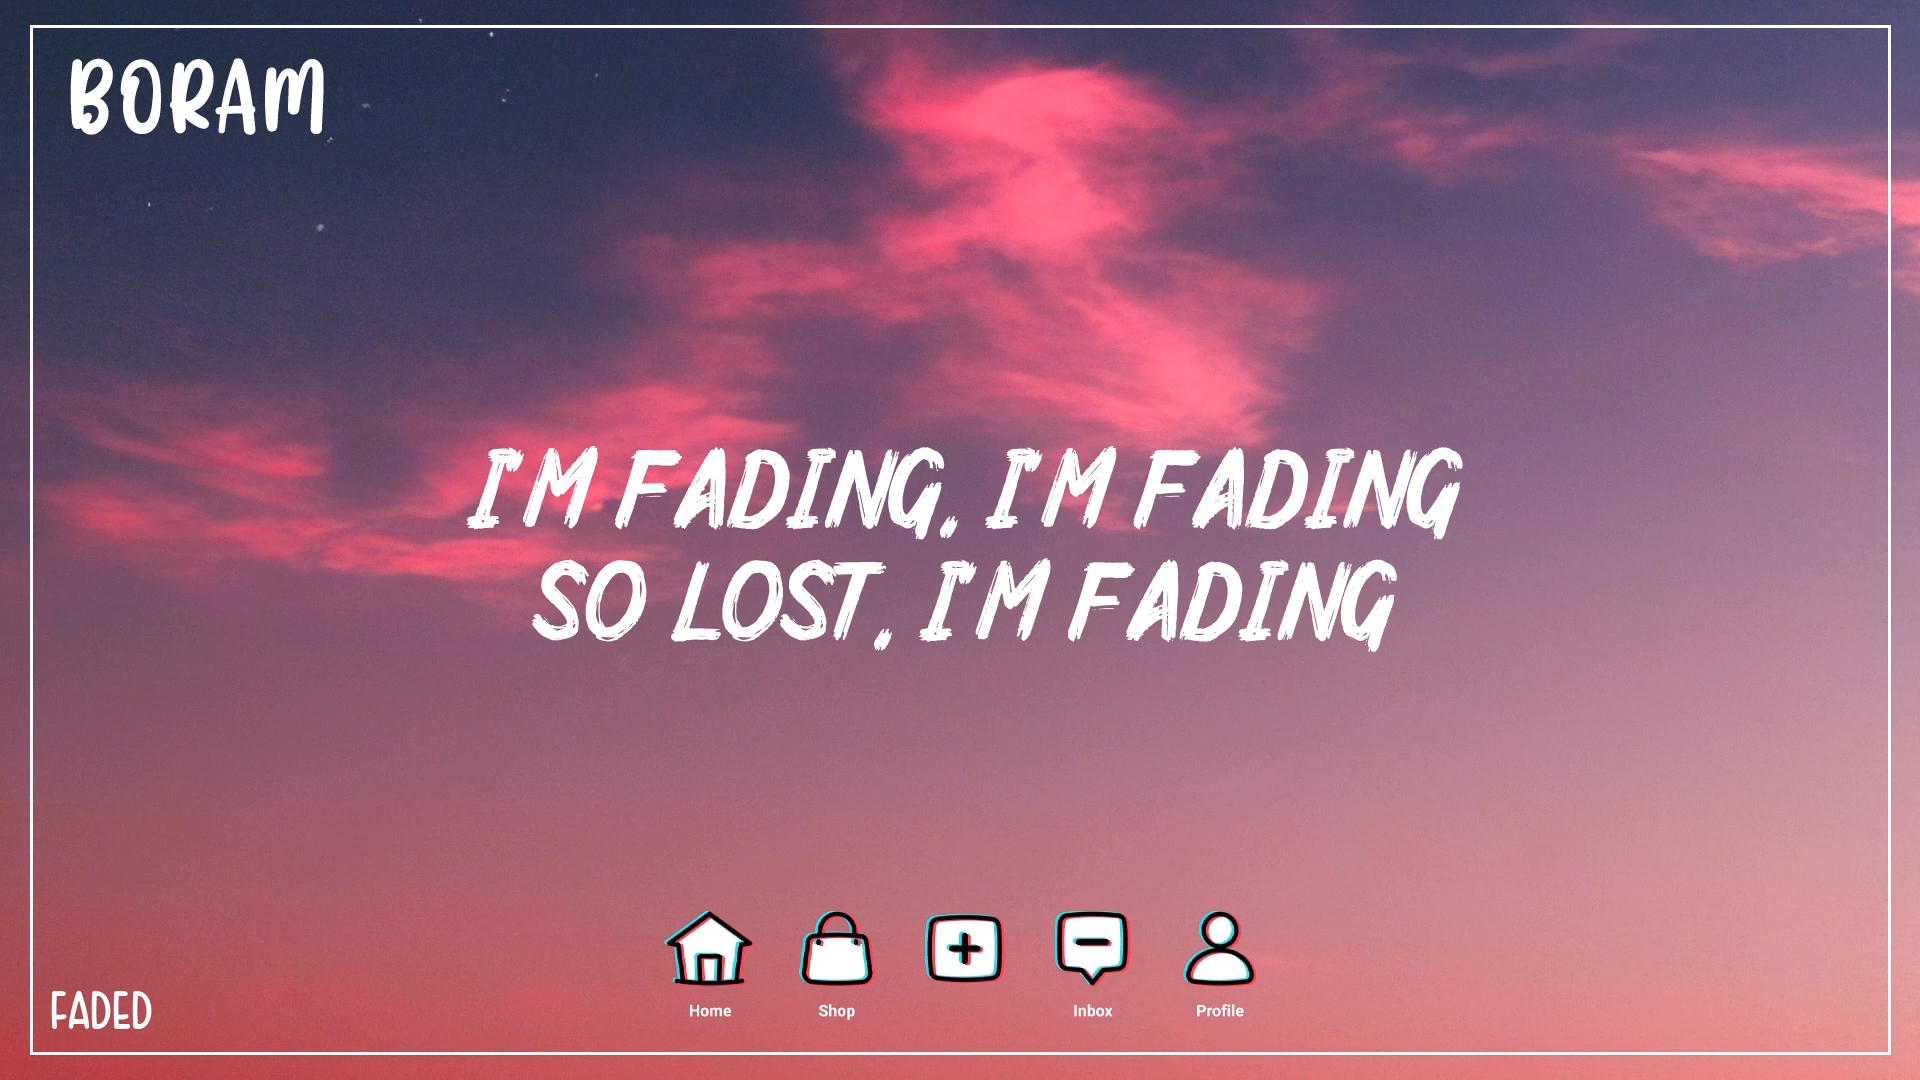 BORAM
I'M FADING, I'M FADING
SO LOST, I'M FADING
Home
Shop
Inbox
Profile
FADED